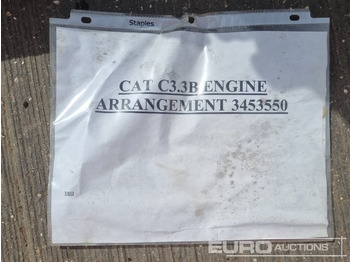 Staples
CAT C3.3B ENGINE
ARRANGEMENT 3453550
EURO AUCTIONS